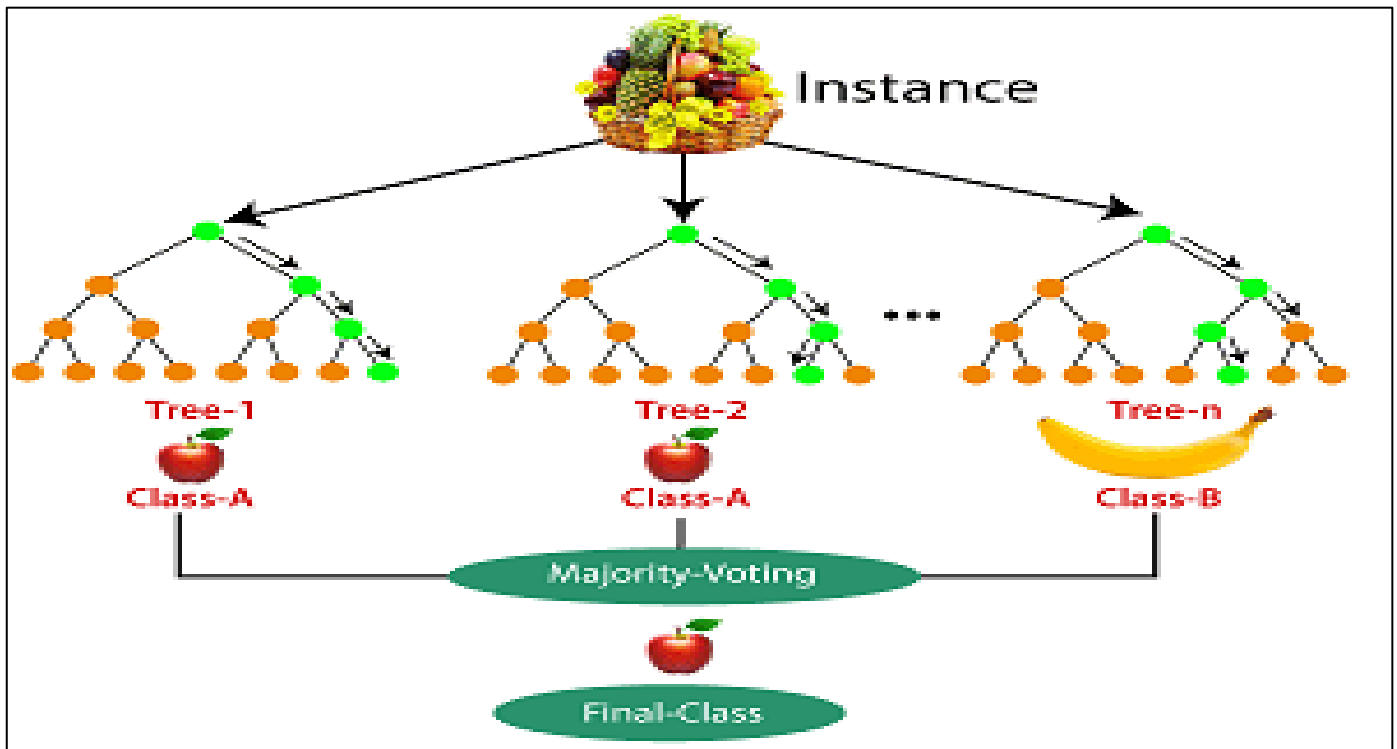 Instance
...
Tree-1
Tree-2
Tree-n
Class-A
Class-A
Class-B
Majority-Voting
Final-Class